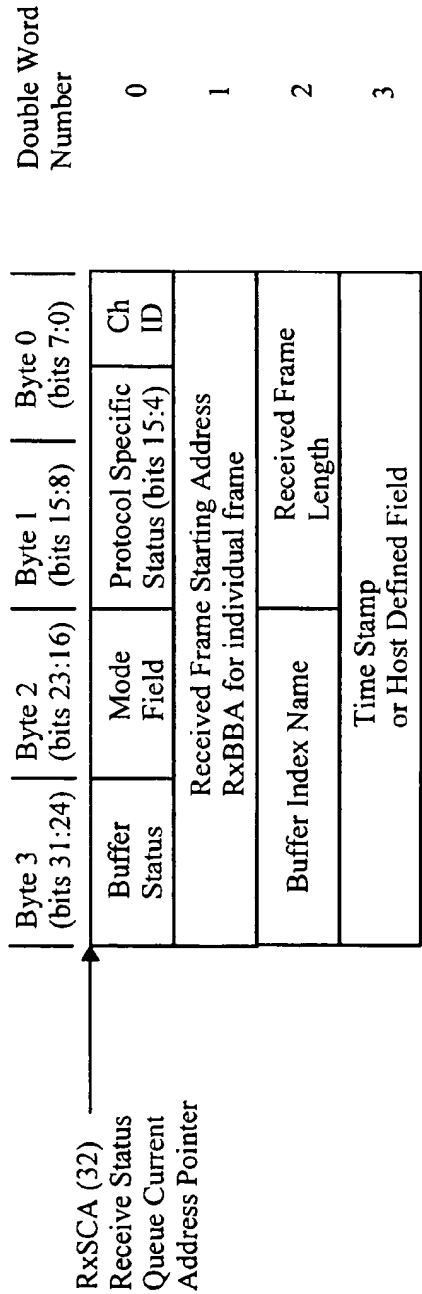 Byte 3
(bits 31:24)
Byte 2
(bits 23:16)
Byte 1
(bits 15:8)
Byte 0
(bits 7:0)
Double Word
Number
RxSCA (32)
Receive Status
Queue Current
Address Pointer
Buffer
Status
Mode
Field
Protocol Specific
Status (bits 15:4)
Ch
ID
0
Received Frame Starting Address
RxBBA for individual frame
1
Buffer Index Name
Received Frame
Length
2
Time Stamp
or Host Defined Field
3